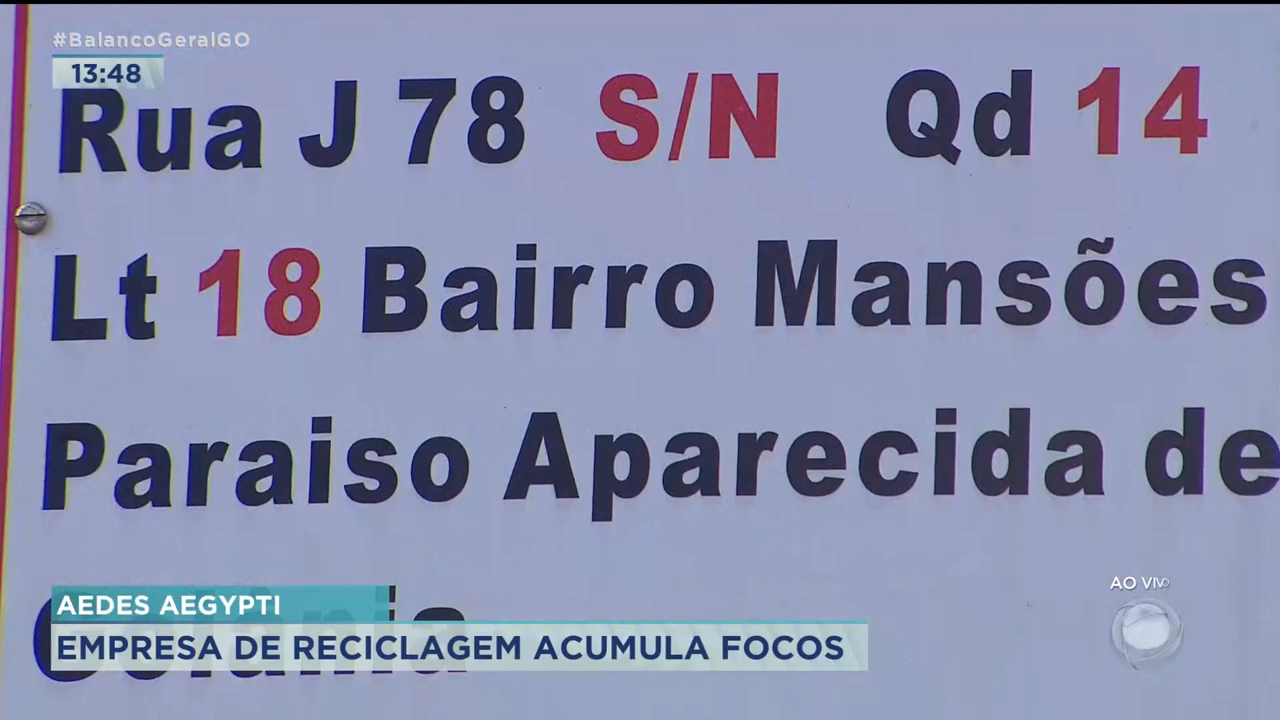 #BalancoGeralGO
13:48
Rua J 78 S/N Qd 14
Lt 18 Bairro Mansões
Paraiso Aparecida de
Goiania
AEDES AEGYPTI
EMPRESA DE RECICLAGEM ACUMULA FOCOS
AO VIVO